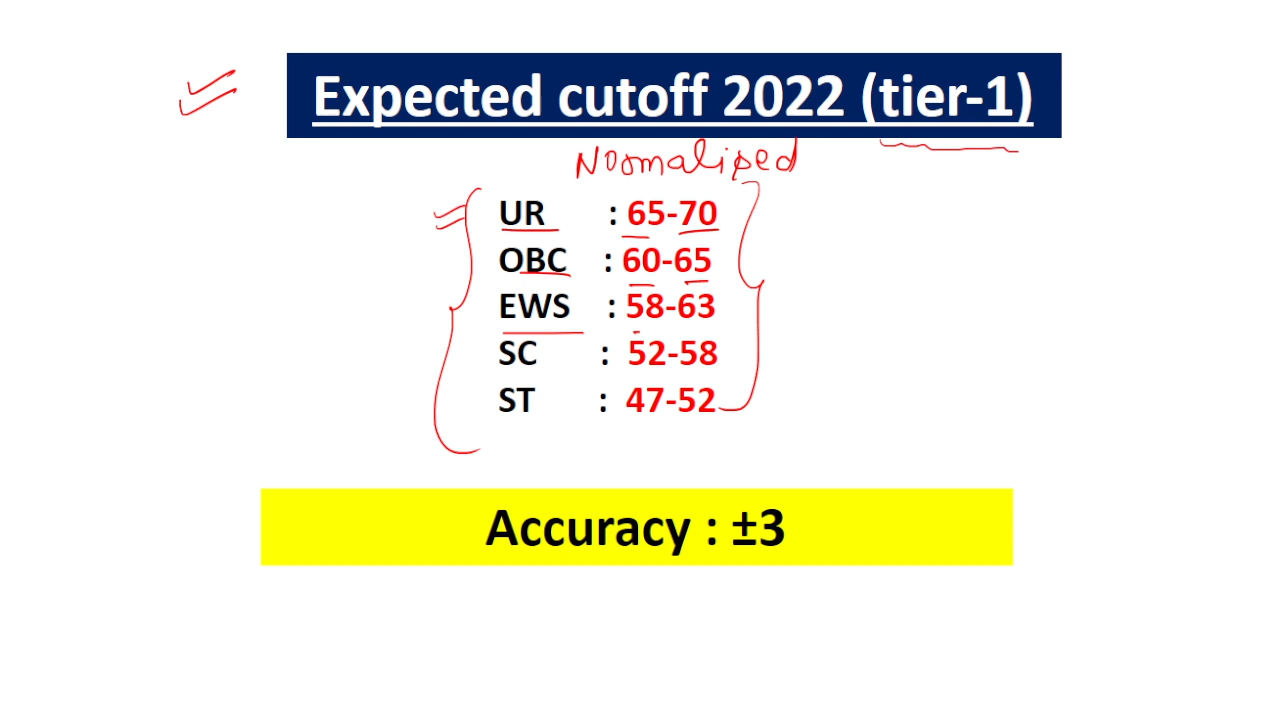 Expected cutoff 2022 (tier-1)
Normalized
UR : 65-70
OBC : 60-65
EWS : 58-63
SC : 52-58
ST : 47-52
Accuracy : ±3